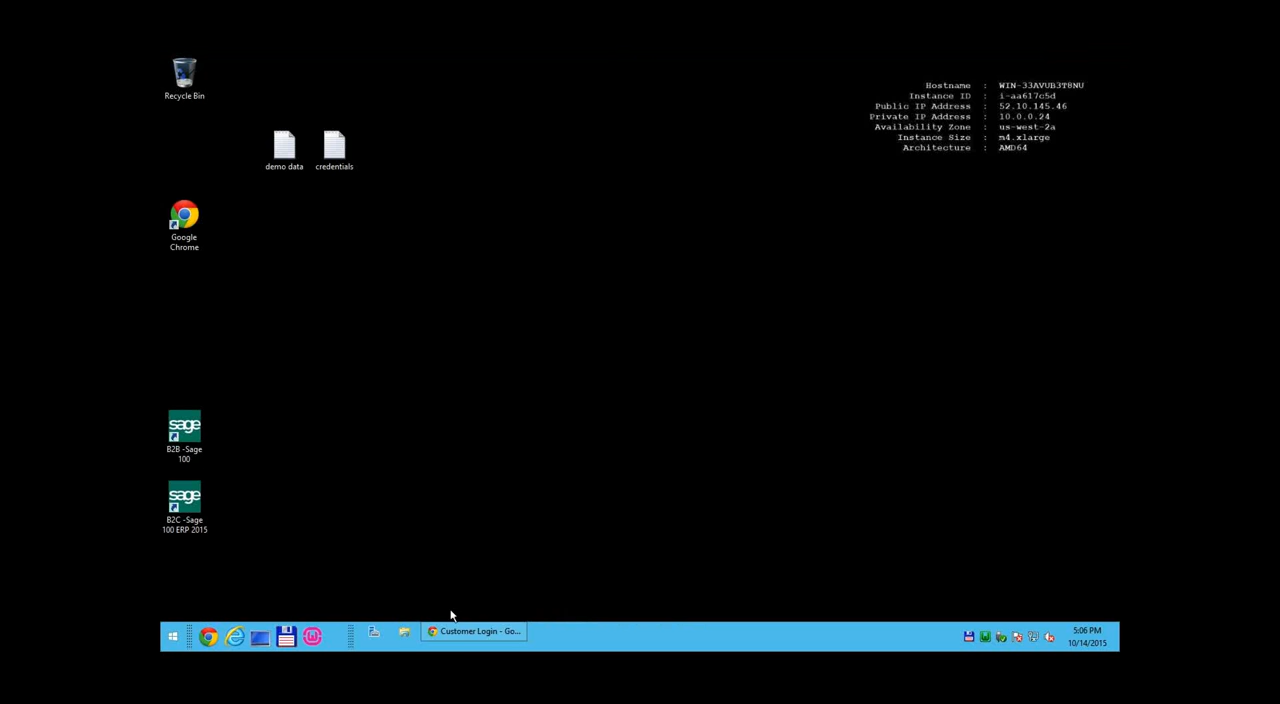 Recycle Bin
Hostname : WIN-33AVUB3T8NU
Instance ID : i-aa617c5d
Public IP Address : 52.10.145.46
Private IP Address : 10.0.0.24
Availability Zone : us-west-2a
Instance Size : m4.xlarge
Architecture : AMD64
demo data
credentials
Google
Chrome
sage
B2B -Sage
100
sage
B2C -Sage
100 ERP 2015
Customer Login - Go...
5:06 PM
10/14/2015